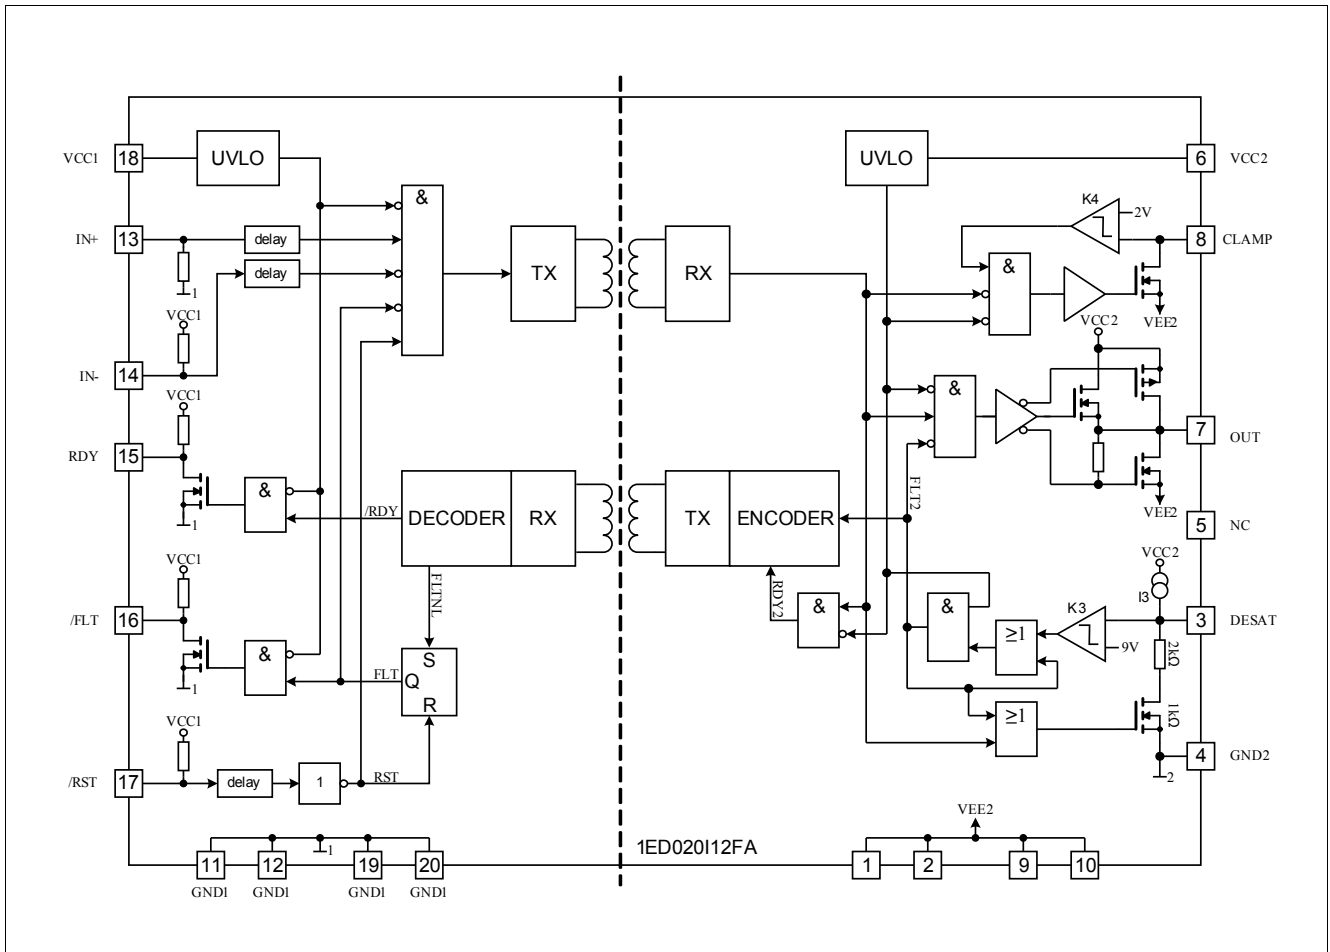 VCC1 18 UVLO UVLO 6 VCC2
& K4 2V
IN+ 13 delay 8 CLAMP
delay TX RX &
1
VCC1 VEE2
VCC2
IN- 14
VCC1 & &
RDY 15 7 OUT
& FLT2
1 /RDY DECODER RX TX ENCODER VEE2
5 NC
VCC1 VCC2
FLTNL RDY2 I3
/FLT 16 & & K3 3 DESAT
≥1 9V
& S 2kΩ
1 FLT Q
R ≥1 1kΩ
VCC1
4 GND2
/RST 17 delay 1 RST 2
VEE2
1 1ED020I12FA
11 12 19 20 1 2 9 10
GND1 GND1 GND1 GND1